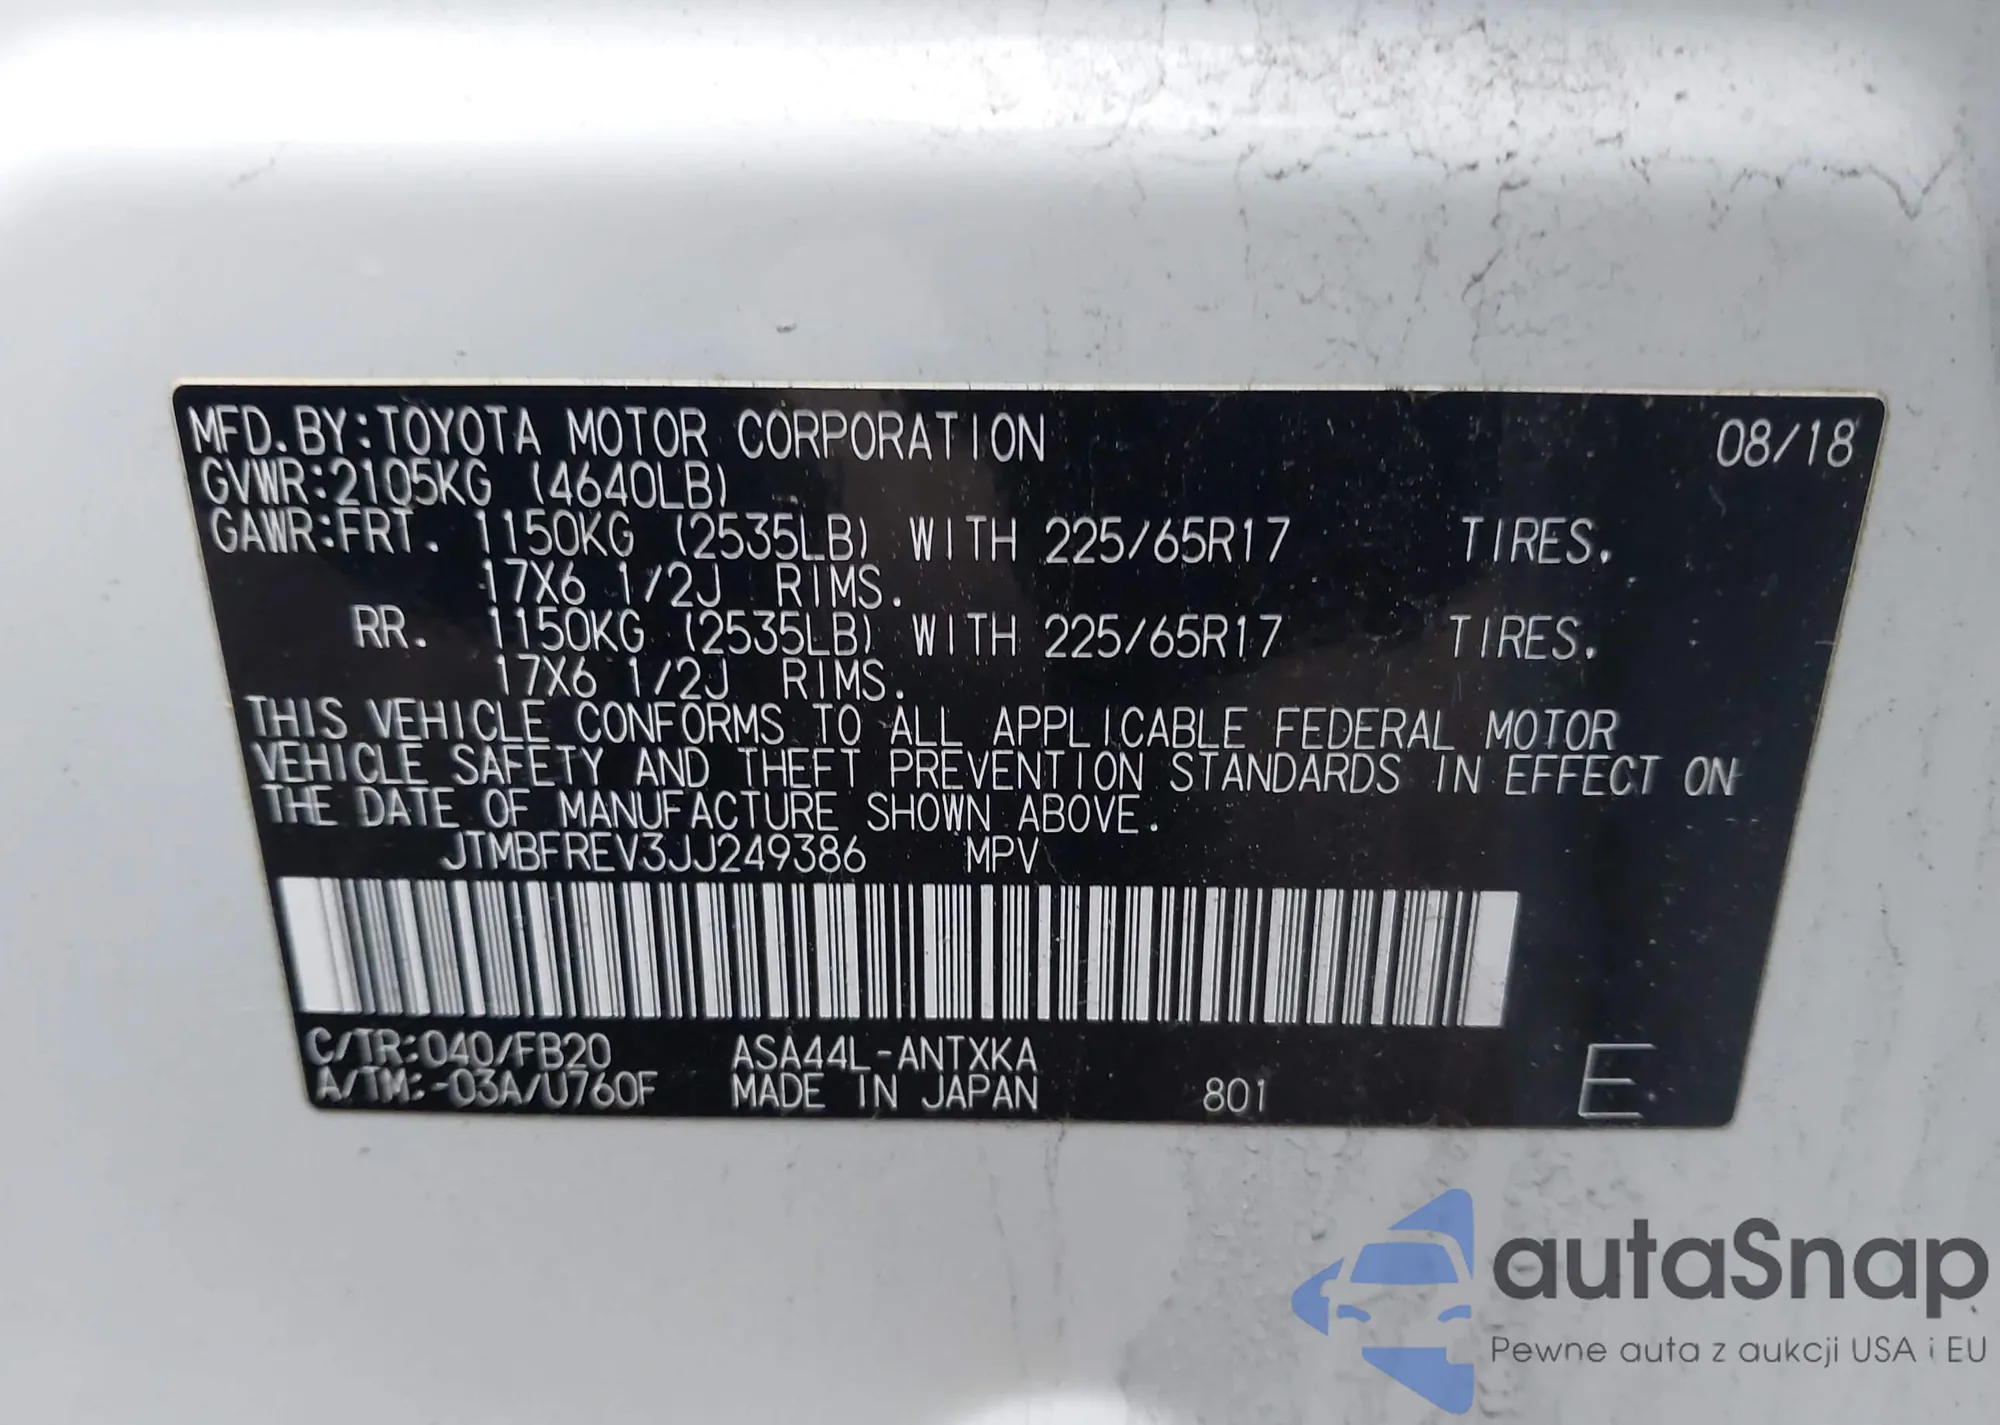 MFD.BY:TOYOTA MOTOR CORPORATION 08/18
GVWR:2105KG (4640LB)
GAWR:FRT. 1150KG (2535LB) WITH 225/65R17 TIRES.
17X6 1/2J RIMS.
RR. 1150KG (2535LB) WITH 225/65R17 TIRES.
17X6 1/2J RIMS.
THIS VEHICLE CONFORMS TO ALL APPLICABLE FEDERAL MOTOR
VEHICLE SAFETY AND THEFT PREVENTION STANDARDS IN EFFECT ON
THE DATE OF MANUFACTURE SHOWN ABOVE.
JTMBFREV3JJ249386 MPV
C/TR:040/FB20 ASA44L-ANTXKA
A/TM:-03A/U760F MADE IN JAPAN 801 E
autaSnap
Pewne auta z aukcji USA i EU